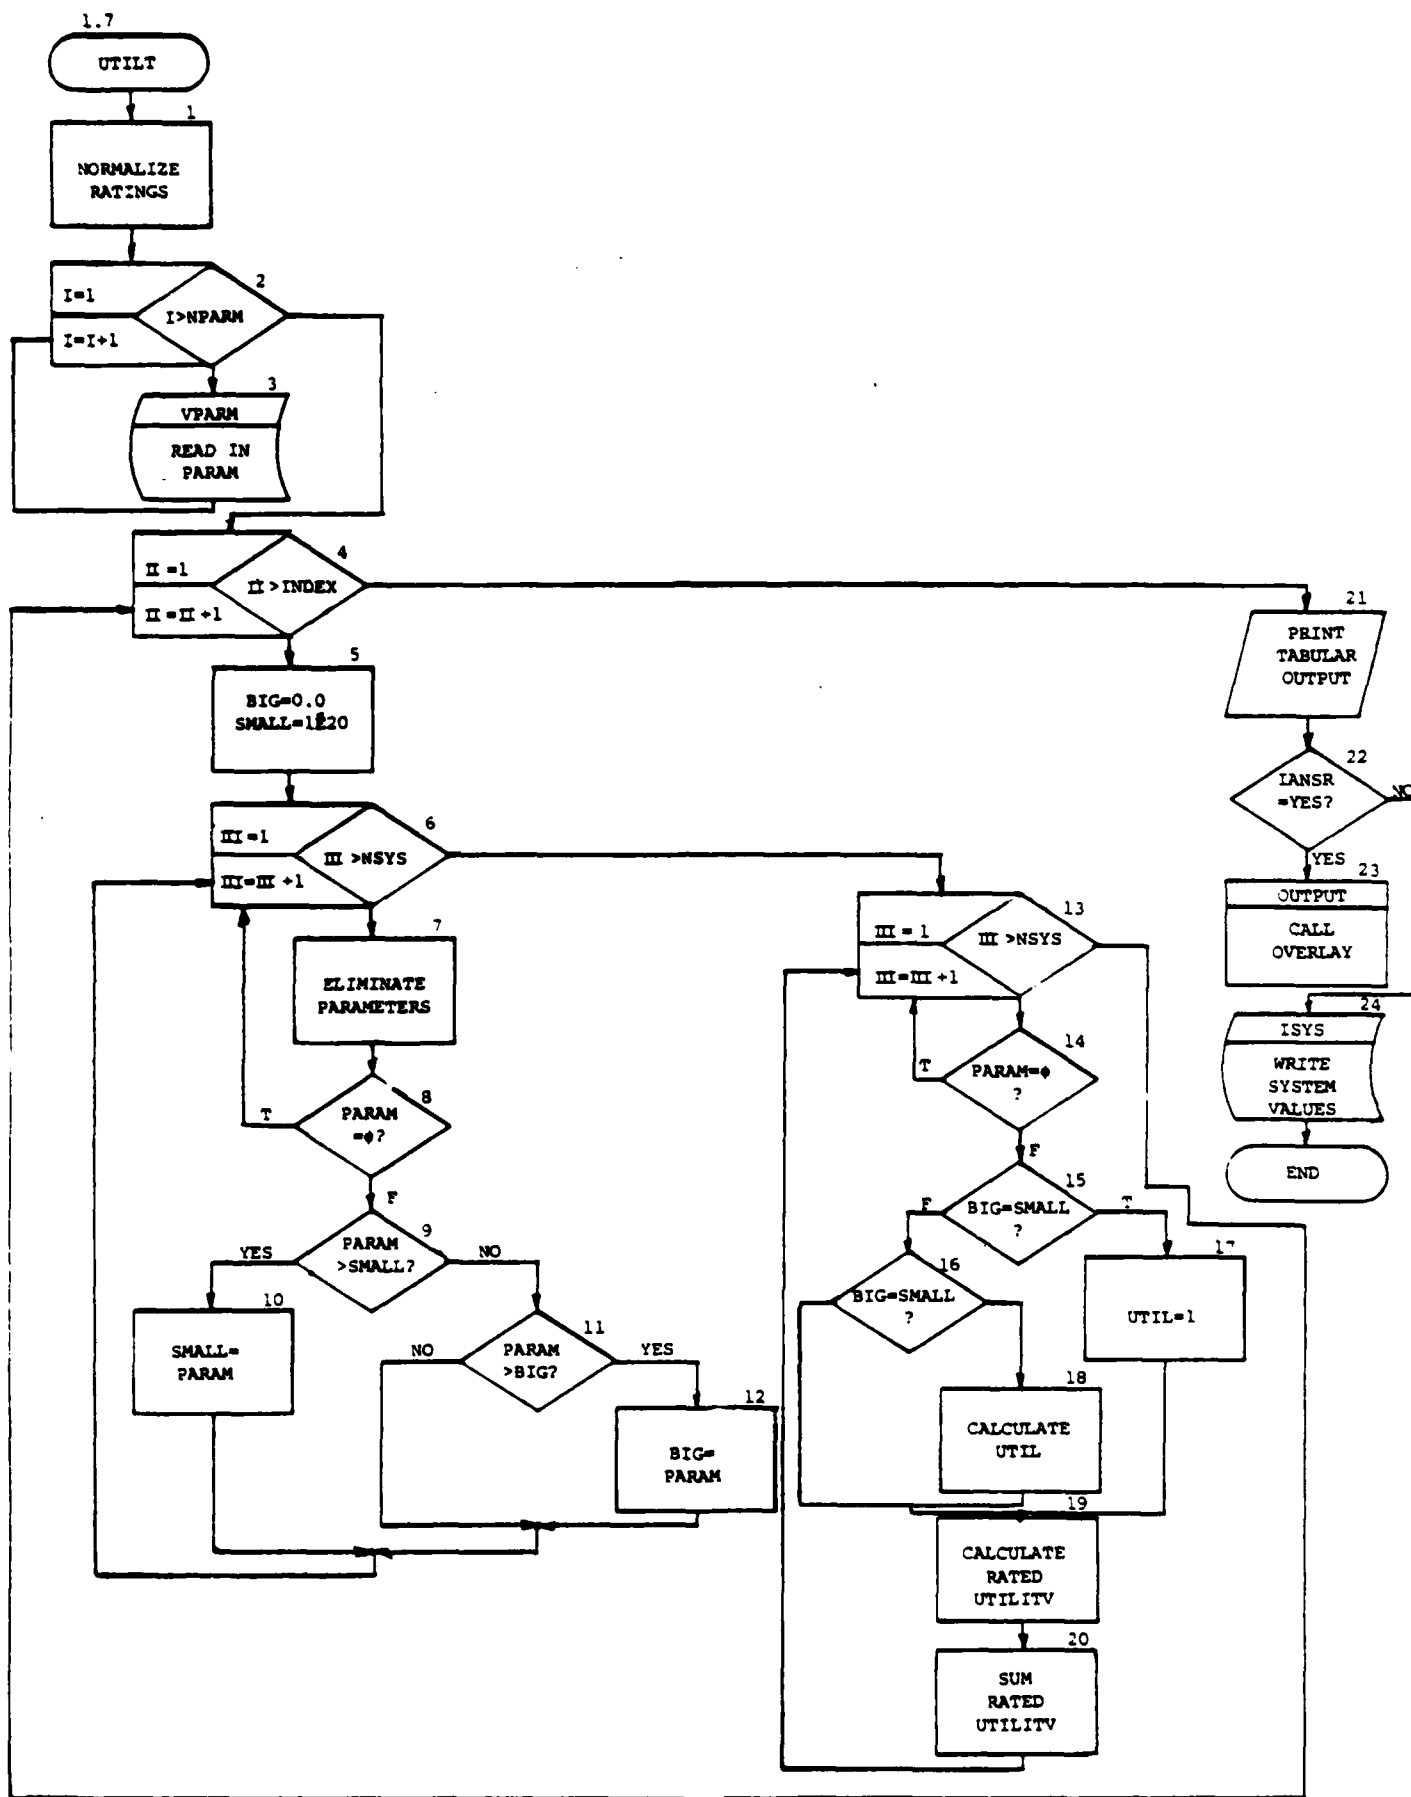 1.7
UTILT
1
NORMALIZE
RATINGS
2
I=1
I>NPARM
I=I+1
3
VPARM
READ IN
PARAM
4
II =1
II >INDEX
II =II +1
5
BIG=0.0
SMALL=1E20
6
III =1
III >NSYS
III=III +1
7
ELIMINATE
PARAMETERS
8
PARAM
=ϕ?
T
F
9
PARAM
>SMALL?
YES
NO
10
SMALL=
PARAM
11
PARAM
>BIG?
NO
YES
12
BIG=
PARAM
13
III = 1
III >NSYS
III=III +1
14
PARAM=ϕ
?
T
F
15
BIG=SMALL
?
F
T
16
BIG=SMALL
?
17
UTIL=1
18
CALCULATE
UTIL
19
CALCULATE
RATED
UTILITV
20
SUM
RATED
UTILITV
21
PRINT
TABULAR
OUTPUT
22
IANSR
=YES?
NO
YES
23
OUTPUT
CALL
OVERLAY
24
ISYS
WRITE
SYSTEM
VALUES
END